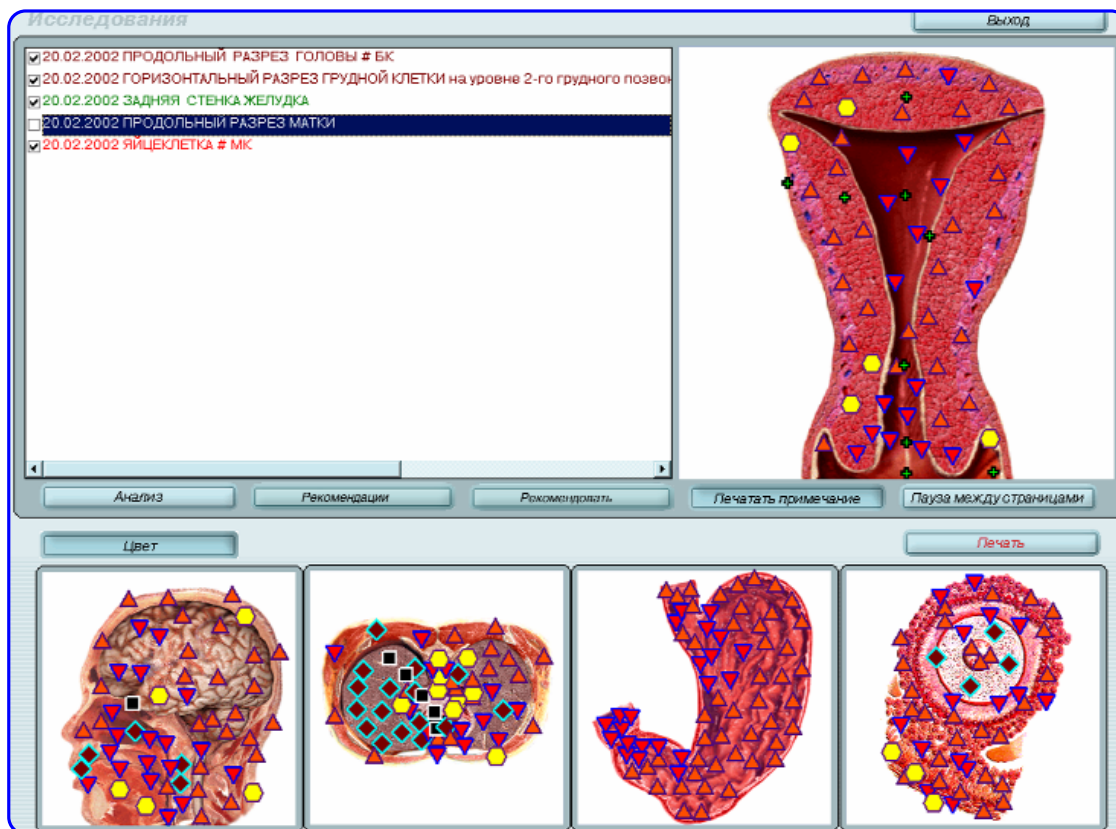 Исследования
Выход
20.02.2002 ПРОДОЛЬНЫЙ РАЗРЕЗ ГОЛОВЫ # БК
20.02.2002 ГОРИЗОНТАЛЬНЫЙ РАЗРЕЗ ГРУДНОЙ КЛЕТКИ на уровне 2-го грудного позвон
20.02.2002 ЗАДНЯЯ СТЕНКА ЖЕЛУДКА
20.02.2002 ПРОДОЛЬНЫЙ РАЗРЕЗ МАТКИ
20.02.2002 ЯЙЦЕКЛЕТКА # МК
Анализ
Рекомендации
Рекомендовать
Печатать примечание
Пауза между страницами
Цвет
Печать